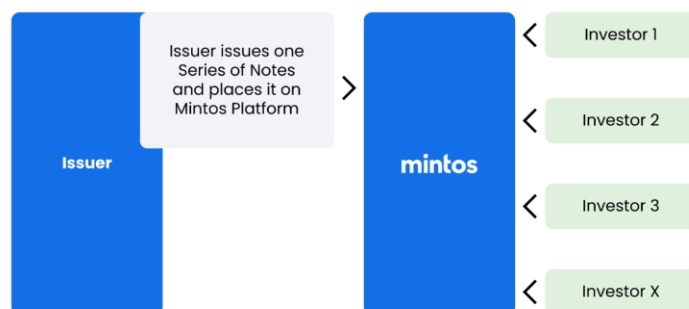 Issuer issues one
Series of Notes
and places it on
Mintos Platform
Issuer
mintos
Investor 1
Investor 2
Investor 3
Investor X